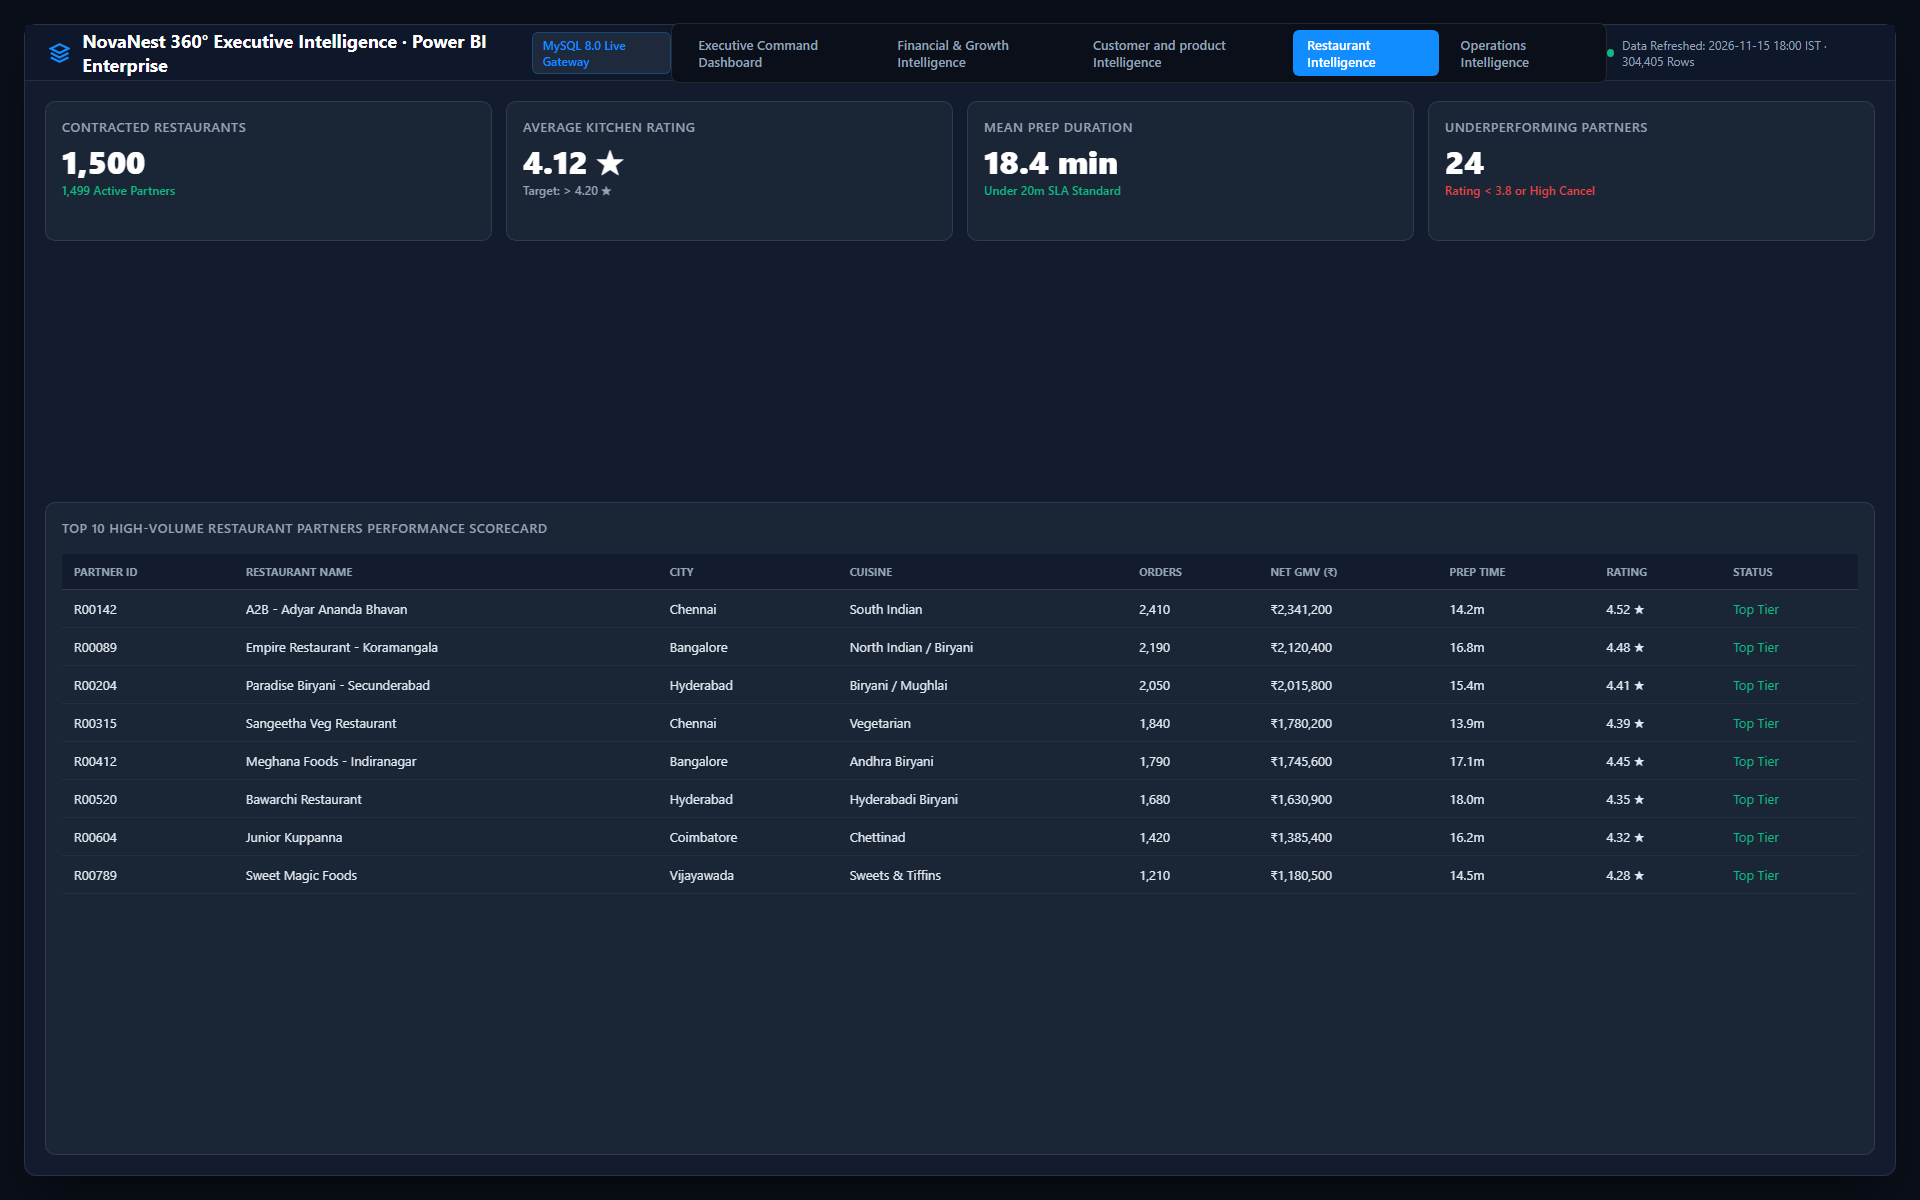 NovaNest 360° Executive Intelligence · Power BI
Enterprise
MySQL 8.0 Live
Gateway
Executive Command
Dashboard
Financial & Growth
Intelligence
Customer and product
Intelligence
Restaurant
Intelligence
Operations
Intelligence
Data Refreshed: 2026-11-15 18:00 IST ·
304,405 Rows
CONTRACTED RESTAURANTS
1,500
1,499 Active Partners
AVERAGE KITCHEN RATING
4.12 ★
Target: > 4.20 ★
MEAN PREP DURATION
18.4 min
Under 20m SLA Standard
UNDERPERFORMING PARTNERS
24
Rating < 3.8 or High Cancel
TOP 10 HIGH-VOLUME RESTAURANT PARTNERS PERFORMANCE SCORECARD
PARTNER ID RESTAURANT NAME CITY CUISINE ORDERS NET GMV (₹) PREP TIME RATING STATUS
R00142 A2B - Adyar Ananda Bhavan Chennai South Indian 2,410 ₹2,341,200 14.2m 4.52 ★ Top Tier
R00089 Empire Restaurant - Koramangala Bangalore North Indian / Biryani 2,190 ₹2,120,400 16.8m 4.48 ★ Top Tier
R00204 Paradise Biryani - Secunderabad Hyderabad Biryani / Mughlai 2,050 ₹2,015,800 15.4m 4.41 ★ Top Tier
R00315 Sangeetha Veg Restaurant Chennai Vegetarian 1,840 ₹1,780,200 13.9m 4.39 ★ Top Tier
R00412 Meghana Foods - Indiranagar Bangalore Andhra Biryani 1,790 ₹1,745,600 17.1m 4.45 ★ Top Tier
R00520 Bawarchi Restaurant Hyderabad Hyderabadi Biryani 1,680 ₹1,630,900 18.0m 4.35 ★ Top Tier
R00604 Junior Kuppanna Coimbatore Chettinad 1,420 ₹1,385,400 16.2m 4.32 ★ Top Tier
R00789 Sweet Magic Foods Vijayawada Sweets & Tiffins 1,210 ₹1,180,500 14.5m 4.28 ★ Top Tier